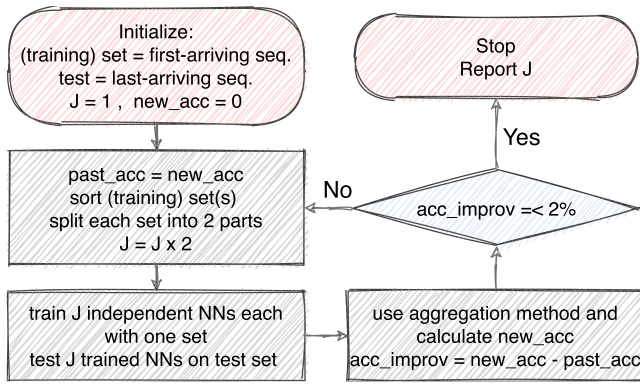 Initialize:
(training) set = first-arriving seq.
test = last-arriving seq.
J = 1 , new_acc = 0
past_acc = new_acc
sort (training) set(s)
split each set into 2 parts
J = J x 2
train J independent NNs each
with one set
test J trained NNs on test set
use aggregation method and
calculate new_acc
acc_improv = new_acc - past_acc
acc_improv =< 2%
No
Yes
Stop
Report J